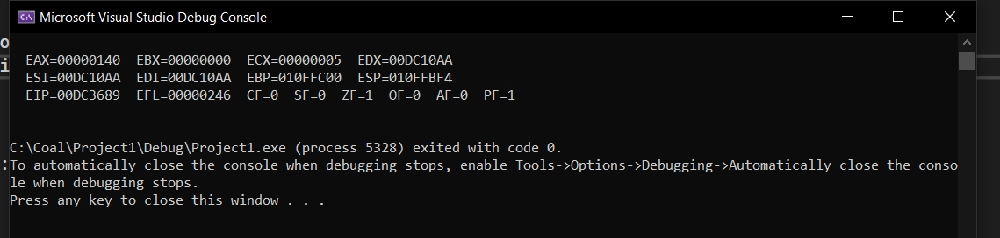 Microsoft Visual Studio Debug Console
EAX=00000140  EBX=00000000  ECX=00000005  EDX=00DC10AA
ESI=00DC10AA  EDI=00DC10AA  EBP=010FFC00  ESP=010FFBF4
EIP=00DC3689  EFL=00000246  CF=0  SF=0  ZF=1  OF=0  AF=0  PF=1
C:\Coal\Project1\Debug\Project1.exe (process 5328) exited with code 0.
To automatically close the console when debugging stops, enable Tools->Options->Debugging->Automatically close the conso
le when debugging stops.
Press any key to close this window . . .